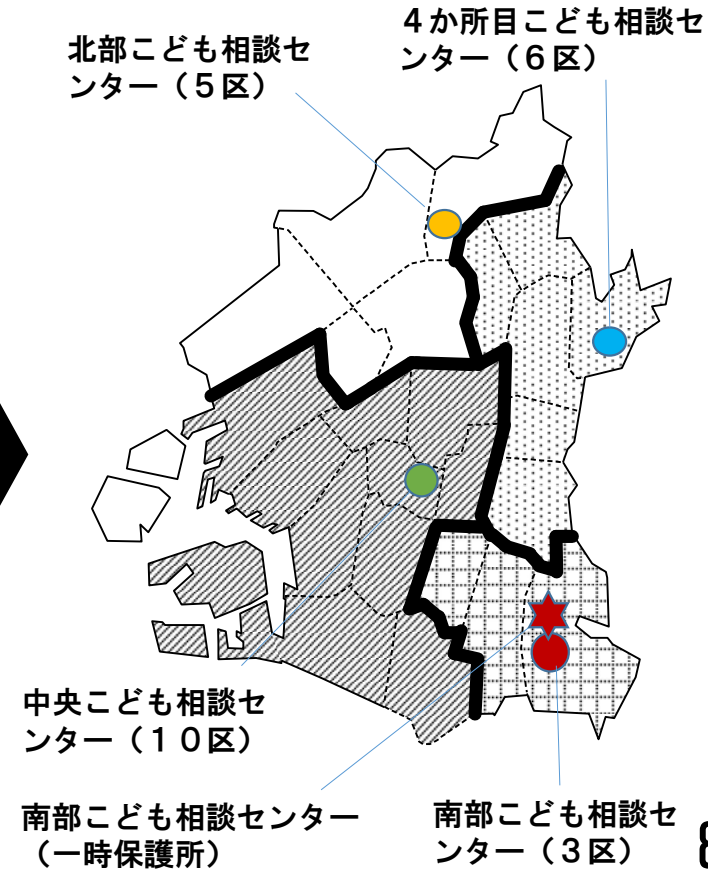 4か所目こども相談セ
ンター（6区）
北部こども相談セ
ンター（5区）
中央こども相談セ
ンター（10区）
南部こども相談センター
（一時保護所）
南部こども相談セ
ンター（3区）